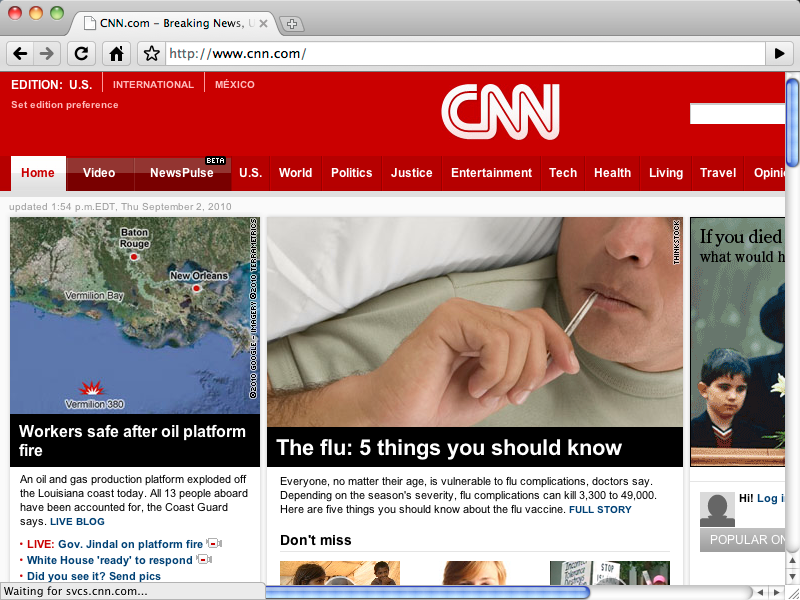 CNN.com – Breaking News, U
http://www.cnn.com/
EDITION: U.S. INTERNATIONAL MÉXICO
Set edition preference
CNN
BETA
Home Video NewsPulse U.S. World Politics Justice Entertainment Tech Health Living Travel Opini
updated 1:54 p.m.EDT, Thu September 2, 2010
Baton
Rouge
New Orleans
Vermilion Bay
Vermilion 380
©2010 GOOGLE - IMAGERY ©2010 TERRAMETRICS
Workers safe after oil platform
fire
An oil and gas production platform exploded off
the Louisiana coast today. All 13 people aboard
have been accounted for, the Coast Guard
says. LIVE BLOG
• LIVE: Gov. Jindal on platform fire
• White House 'ready' to respond
• Did you see it? Send pics
THINKSTOCK
The flu: 5 things you should know
Everyone, no matter their age, is vulnerable to flu complications, doctors say.
Depending on the season's severity, flu complications can kill 3,300 to 49,000.
Here are five things you should know about the flu vaccine. FULL STORY
Don't miss
If you died
what would h
Hi! Log i
POPULAR ON
Waiting for svcs.cnn.com...